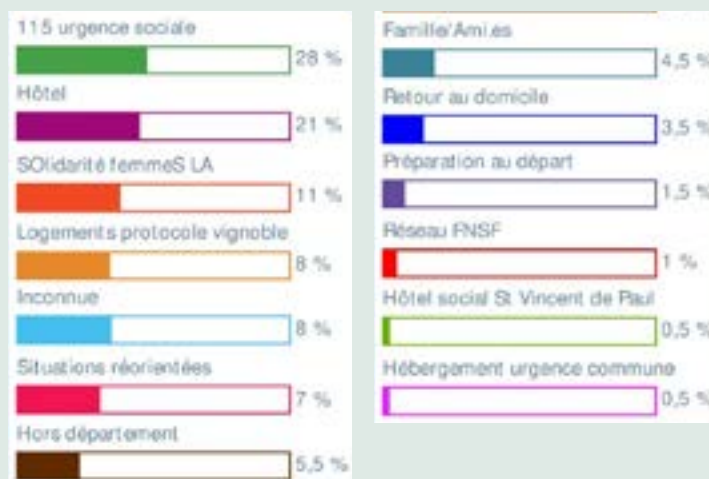 115 urgence sociale
28 %
Hôtel
21 %
SOlidarité femmeS LA
11 %
Logements protocole vignoble
8 %
Inconnue
8 %
Situations réorientées
7 %
Hors département
5,5 %
Famille/Ami.es
4,5 %
Retour au domicile
3,5 %
Préparation au départ
1,5 %
Réseau FNSF
1 %
Hôtel social St Vincent de Paul
0,5 %
Hébergement urgence commune
0,5 %